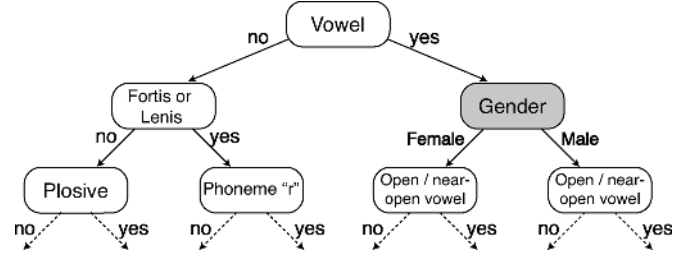 Vowel
no
yes
Fortis or
Lenis
Gender
no
yes
Female
Male
Plosive
Phoneme “r”
Open / near-
open vowel
Open / near-
open vowel
no
yes
no
yes
no
yes
no
yes